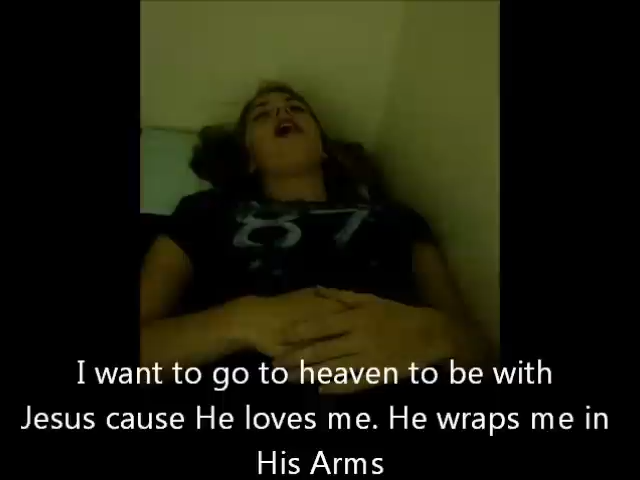 87
I want to go to heaven to be with
Jesus cause He loves me. He wraps me in
His Arms